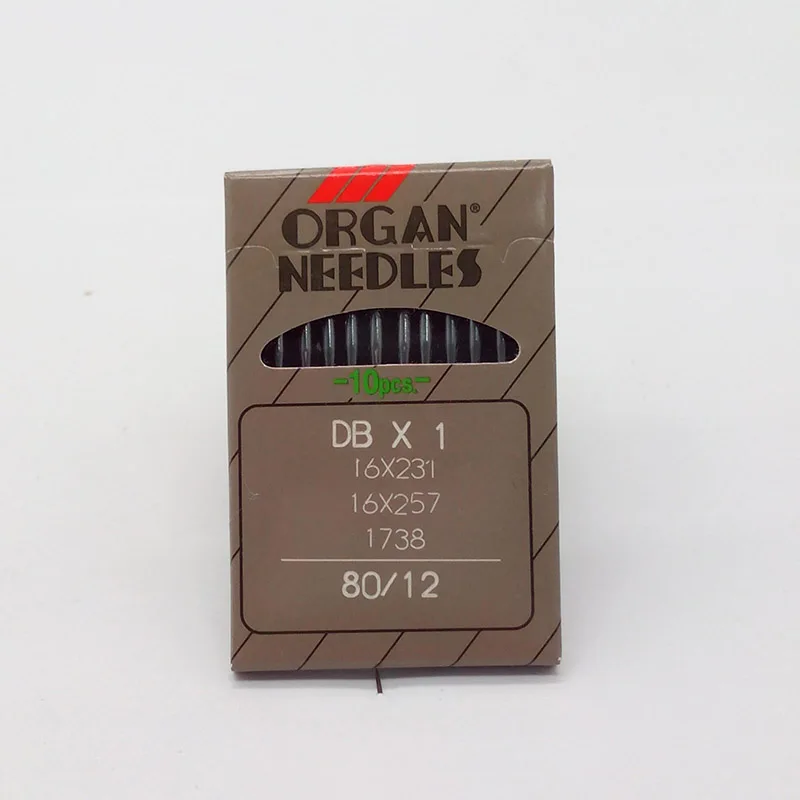 ORGAN®
NEEDLES
-10pcs.-
DB X 1
16X231
16X257
1738
80/12